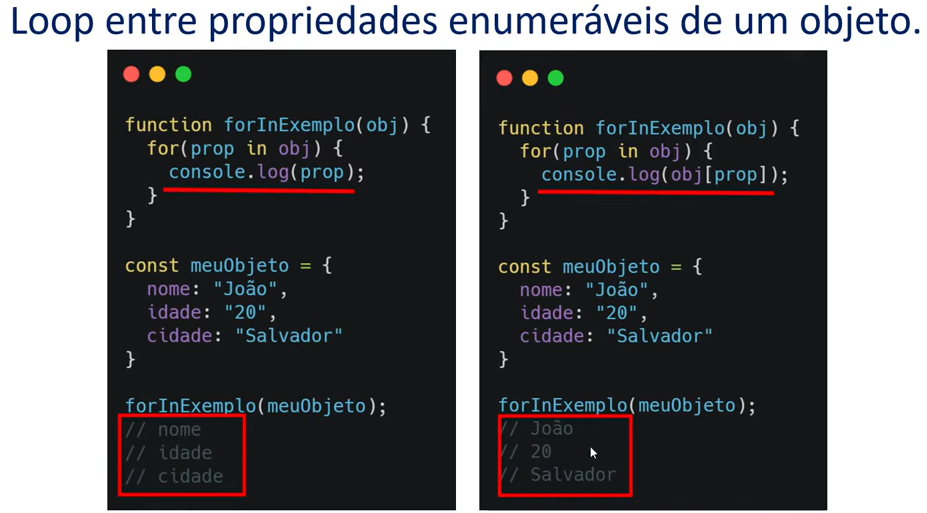 Loop entre propriedades enumeráveis de um objeto.
function forInExemplo(obj) {
for(prop in obj) {
console.log(prop);
}
}
const meuObjeto = {
nome: "João",
idade: "20",
cidade: "Salvador"
}
forInExemplo(meuObjeto);
// nome
// idade
// cidade
function forInExemplo(obj) {
for(prop in obj) {
console.log(obj[prop]);
}
}
const meuObjeto = {
nome: "João",
idade: "20",
cidade: "Salvador"
}
forInExemplo(meuObjeto);
// João
// 20
// Salvador